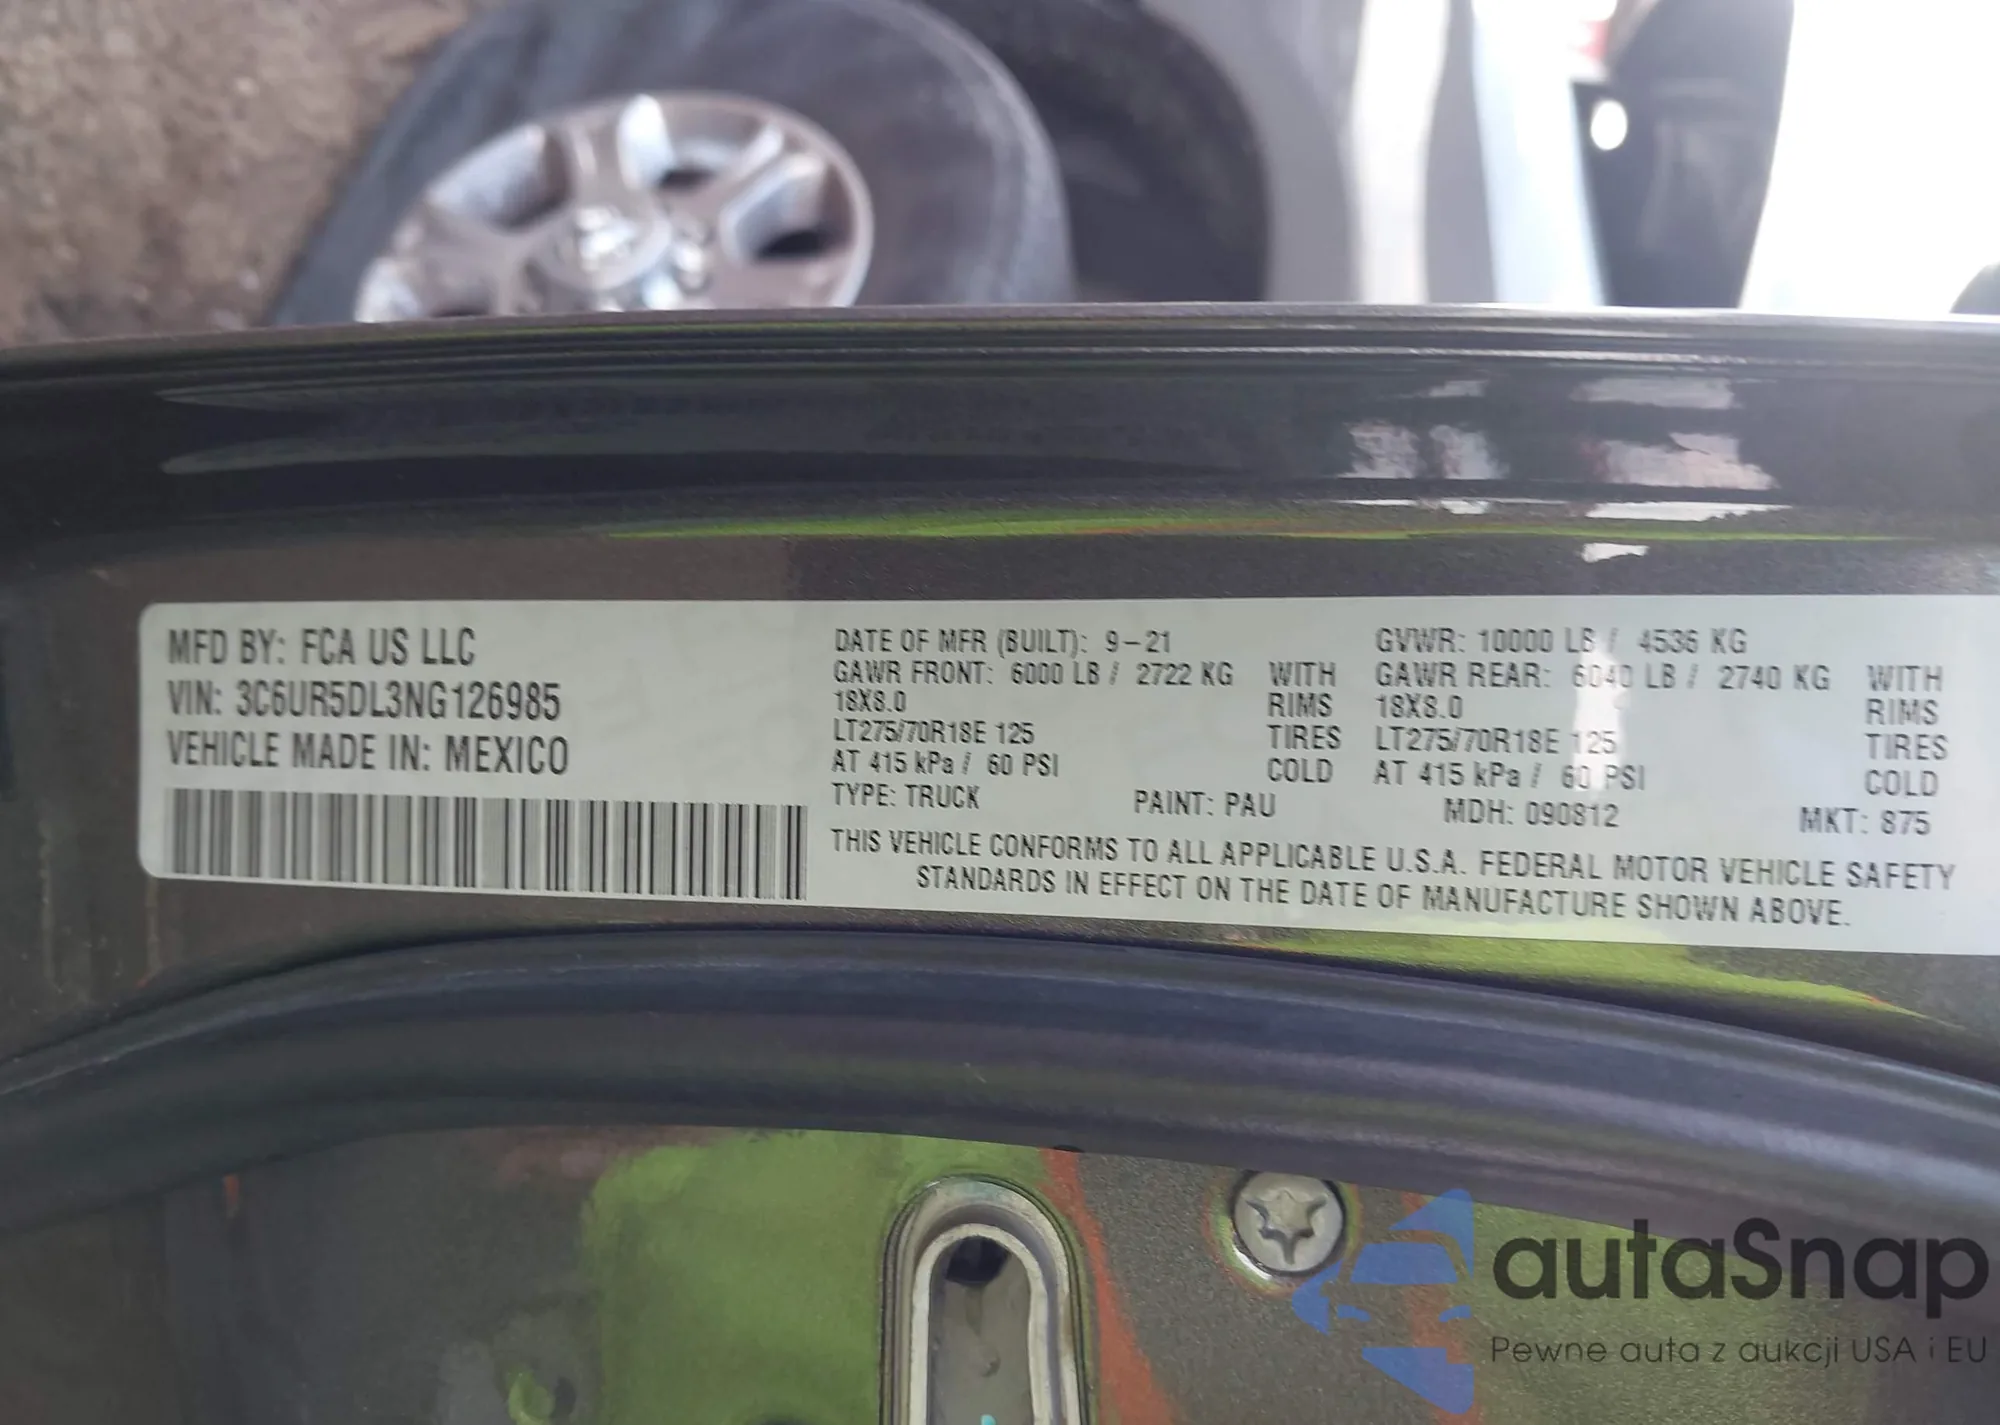 MFD BY: FCA US LLC
VIN: 3C6UR5DL3NG126985
VEHICLE MADE IN: MEXICO
DATE OF MFR (BUILT): 9-21
GVWR: 10000 LB / 4536 KG
GAWR FRONT: 6000 LB / 2722 KG WITH
18X8.0 RIMS
LT275/70R18E 125 TIRES
AT 415 kPa / 60 PSI COLD
GAWR REAR: 6040 LB / 2740 KG WITH
18X8.0 RIMS
LT275/70R18E 125 TIRES
AT 415 kPa / 60 PSI COLD
TYPE: TRUCK PAINT: PAU MDH: 090812 MKT: 875
THIS VEHICLE CONFORMS TO ALL APPLICABLE U.S.A. FEDERAL MOTOR VEHICLE SAFETY
STANDARDS IN EFFECT ON THE DATE OF MANUFACTURE SHOWN ABOVE.
autaSnap
Pewne auta z aukcji USA i EU